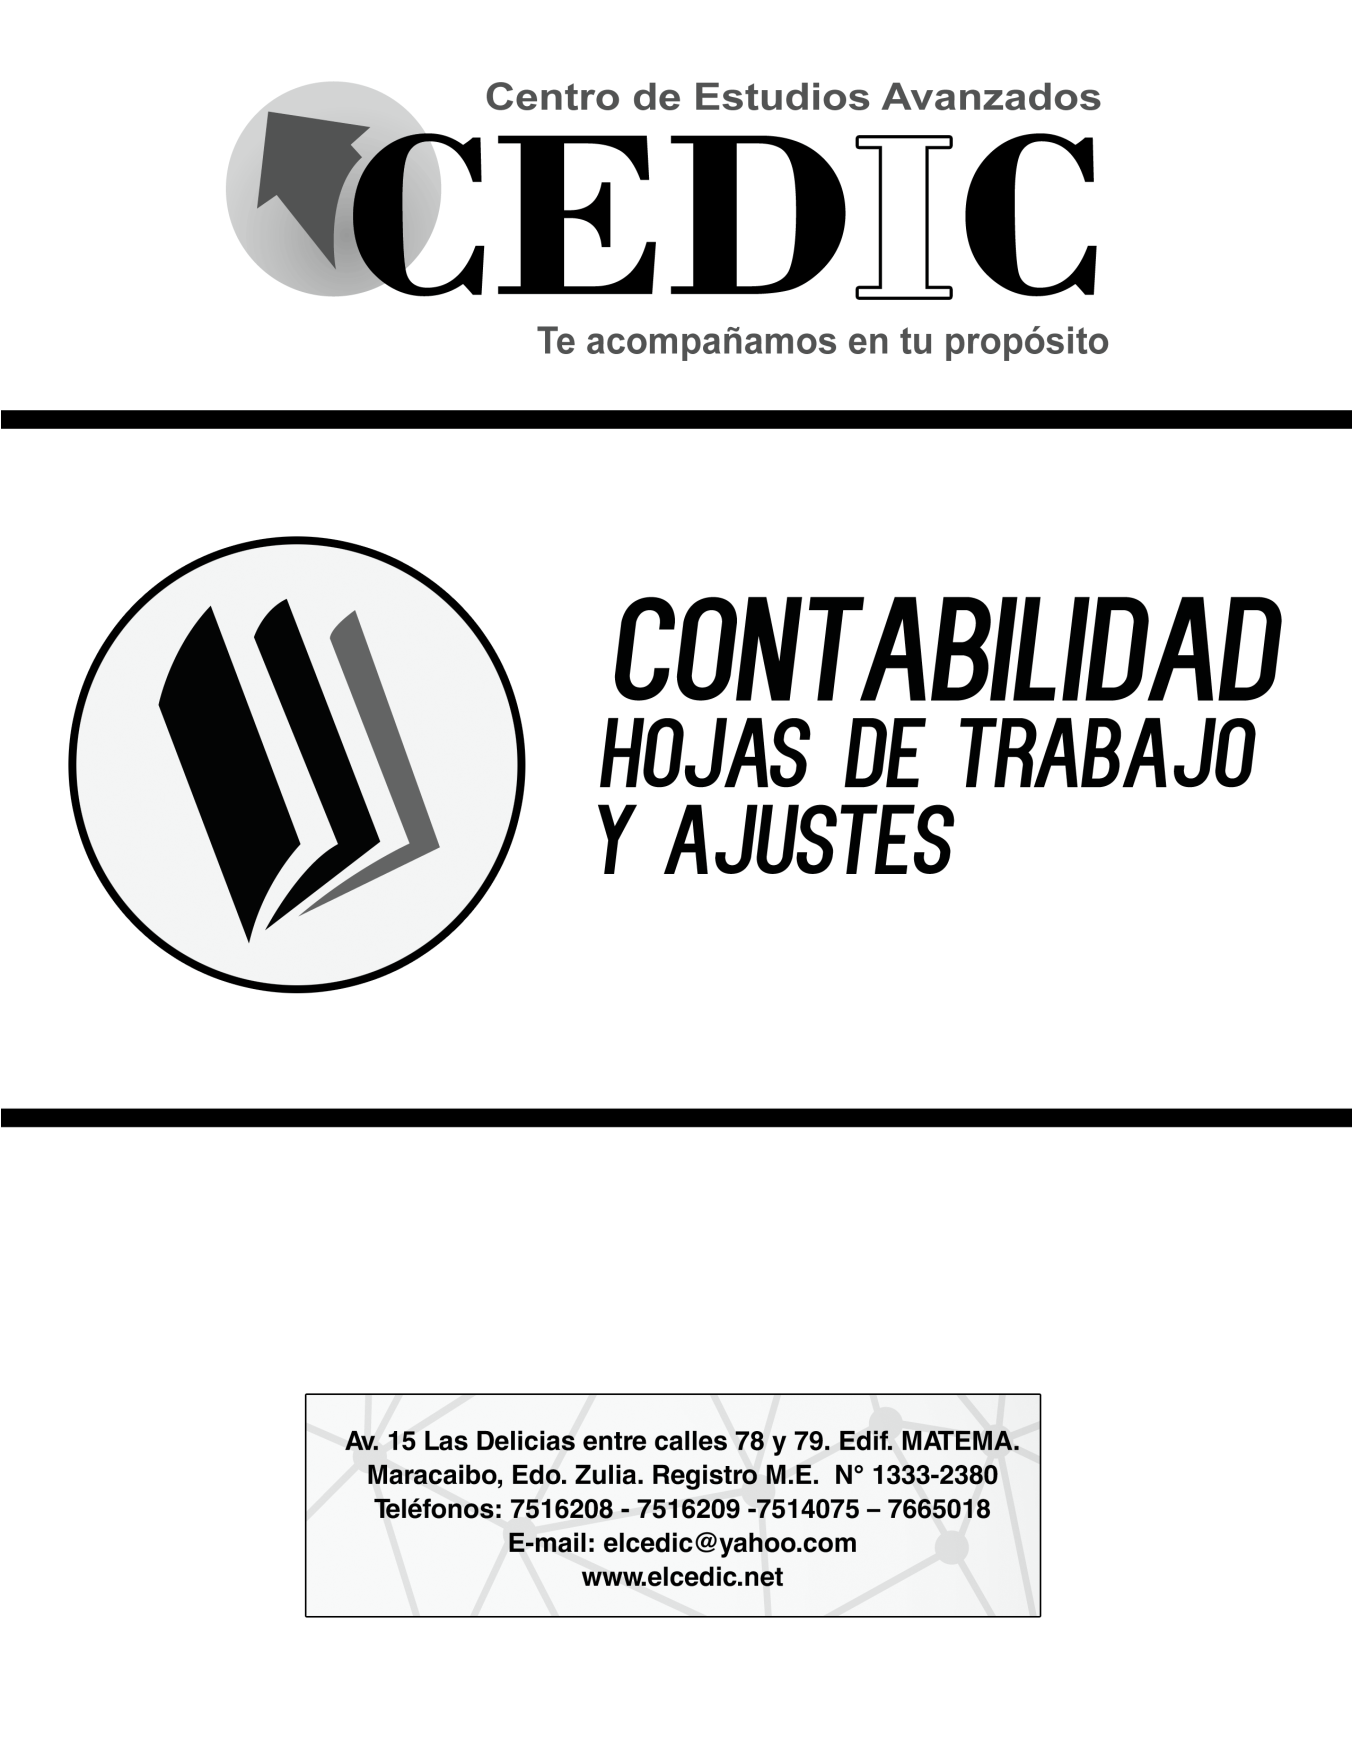 Centro de Estudios Avanzados
CEDIC
Te acompañamos en tu propósito
CONTABILIDAD
HOJAS DE TRABAJO
Y AJUSTES
Av. 15 Las Delicias entre calles 78 y 79. Edif. MATEMA.
Maracaibo, Edo. Zulia. Registro M.E. N° 1333-2380
Teléfonos: 7516208 - 7516209 -7514075 – 7665018
E-mail: elcedic@yahoo.com
www.elcedic.net